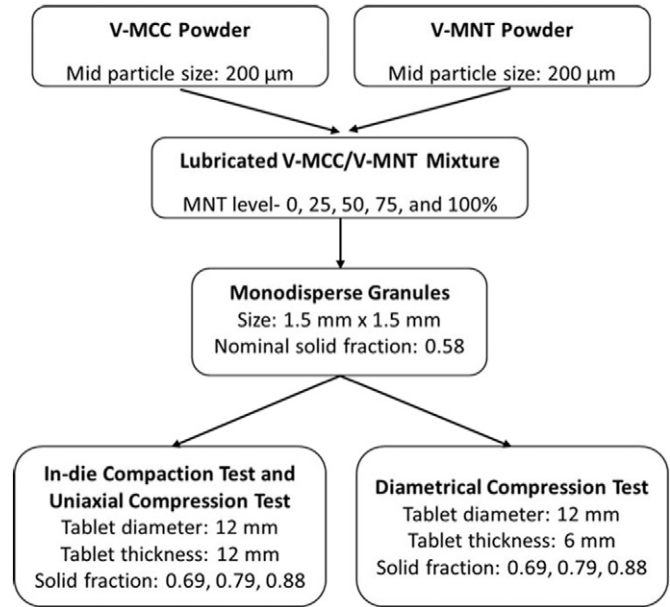 V-MCC Powder
Mid particle size: 200 μm
V-MNT Powder
Mid particle size: 200 μm
Lubricated V-MCC/V-MNT Mixture
MNT level- 0, 25, 50, 75, and 100%
Monodisperse Granules
Size: 1.5 mm x 1.5 mm
Nominal solid fraction: 0.58
In-die Compaction Test and
Uniaxial Compression Test
Tablet diameter: 12 mm
Tablet thickness: 12 mm
Solid fraction: 0.69, 0.79, 0.88
Diametrical Compression Test
Tablet diameter: 12 mm
Tablet thickness: 6 mm
Solid fraction: 0.69, 0.79, 0.88